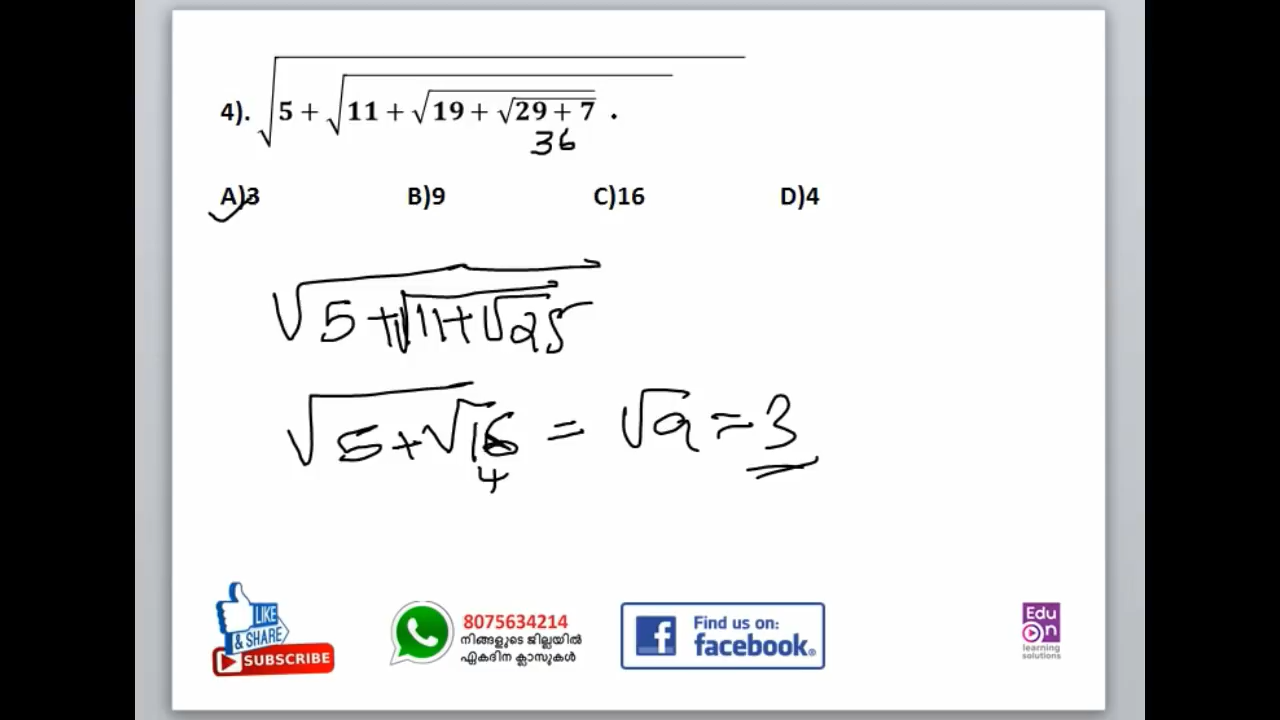 4). √5 + √11 + √19 + √29 + 7 .
36
A)3 B)9 C)16 D)4
√5+√11+√25
√5+√16 = √9 = 3
4
LIKE
& SHARE
SUBSCRIBE
8075634214
നിങ്ങളുടെ ജില്ലയിൽ
ഏകദിന ക്ലാസുകൾ
Find us on:
facebook®
Edu
On
learning
solutions